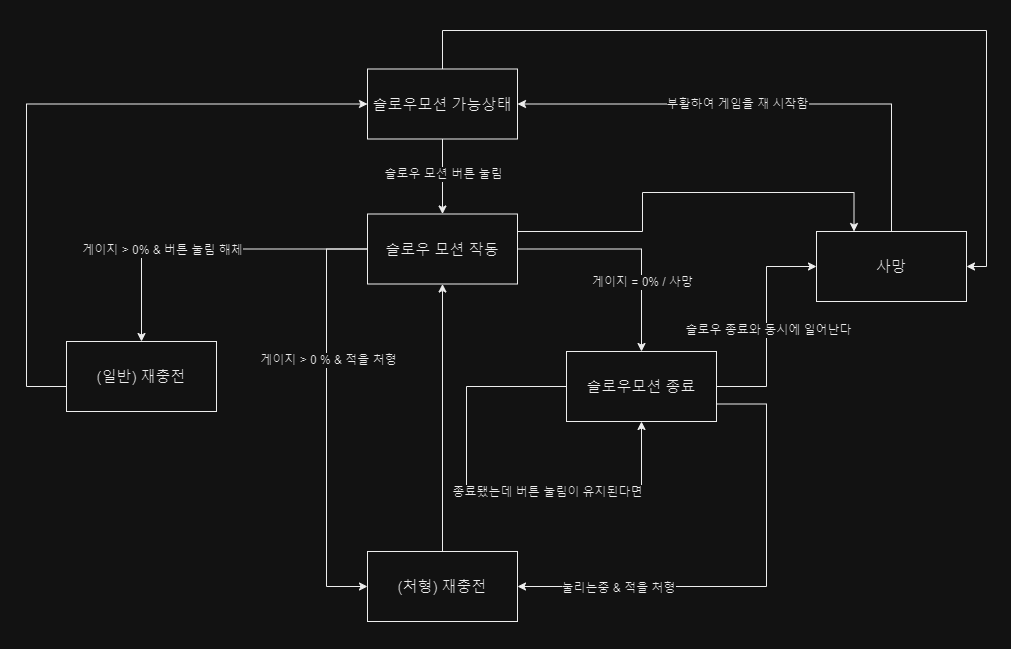 슬로우모션 가능상태
부활하여 게임을 재 시작함
슬로우 모션 버튼 눌림
게이지 > 0% & 버튼 눌림 해체
슬로우 모션 작동
사망
게이지 = 0% / 사망
슬로우 종료와 동시에 일어난다
게이지 > 0 % & 적을 처형
(일반) 재충전
슬로우모션 종료
종료됐는데 버튼 눌림이 유지된다면
(처형) 재충전
눌리는중 & 적을 처형